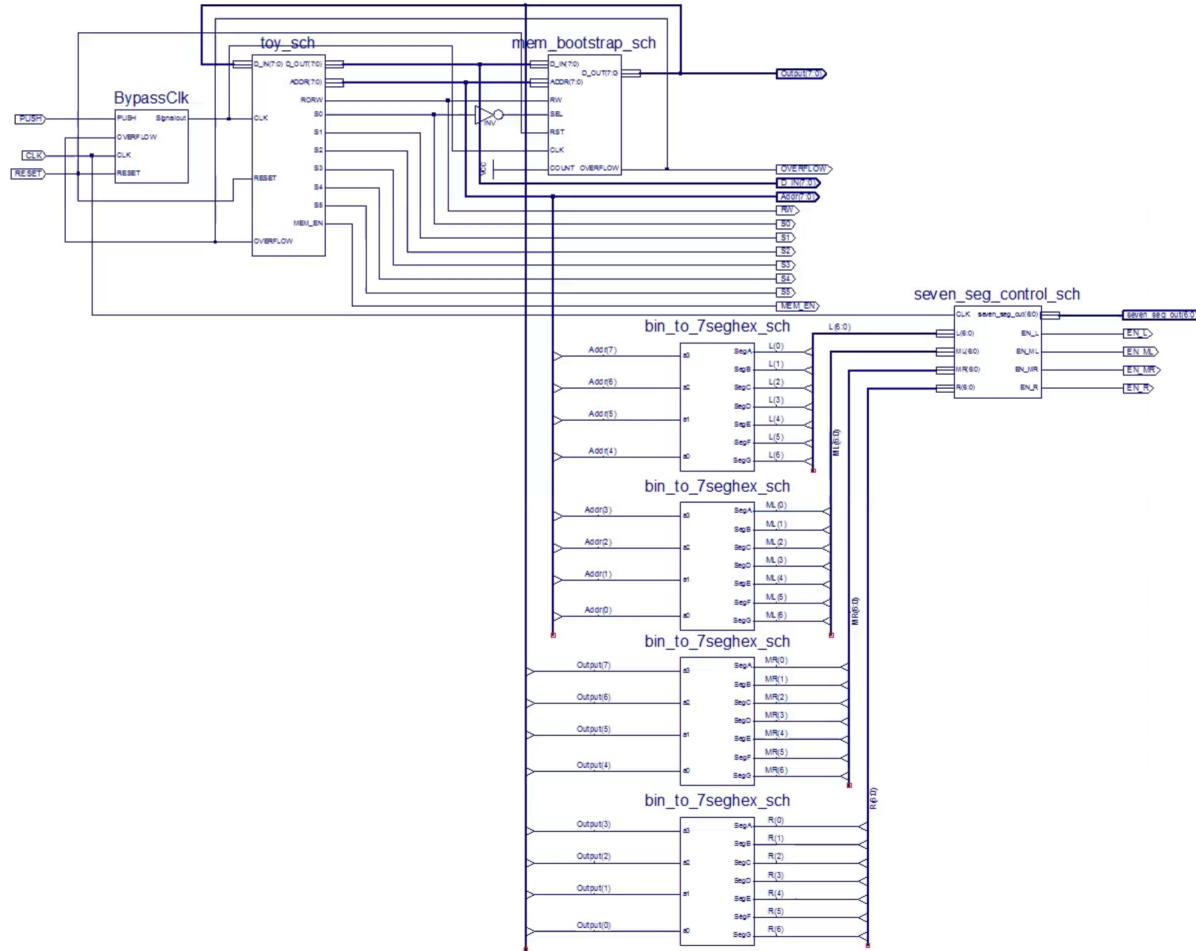 toy_sch
mem_bootstrap_sch
D_IN(7:0) D_OUT(7:0)
ADDR(7:0)
RORW
S0
S1
S2
S3
S4
S5
MEM_EN
CLK
RESET
OVERFLOW
D_IN(7:0)
D_OUT(7:0)
ADDR(7:0)
RW
SEL
RST
CLK
COUNT OVERFLOW
INV
VCC
Output(7:0)
BypassClk
PUSH
PUSH
Signalout
OVERFLOW
CLK
CLK
RESET
RESET
OVERFLOW
D_IN(7:0)
Addr(7:0)
RW
S0
S1
S2
S3
S4
S5
MEM_EN
seven_seg_control_sch
CLK seven_seg_out(6:0)
L(6:0) EN_L
ML(6:0) EN_ML
MR(6:0) EN_MR
R(6:0) EN_R
seven_seg_out(6:0)
EN_L
EN_ML
EN_MR
EN_R
bin_to_7seghex_sch
L(6:0)
Addr(7) a3 SegA L(0)
SegB L(1)
Addr(6) a2 SegC L(2)
SegD L(3)
Addr(5) a1 SegE L(4)
SegF L(5)
Addr(4) a0 SegG L(6)
ML(6:0)
bin_to_7seghex_sch
Addr(3) a3 SegA ML(0)
SegB ML(1)
Addr(2) a2 SegC ML(2)
SegD ML(3)
Addr(1) a1 SegE ML(4)
SegF ML(5)
Addr(0) a0 SegG ML(6)
MR(6:0)
bin_to_7seghex_sch
Output(7) a3 SegA MR(0)
SegB MR(1)
Output(6) a2 SegC MR(2)
SegD MR(3)
Output(5) a1 SegE MR(4)
SegF MR(5)
Output(4) a0 SegG MR(6)
R(6:0)
bin_to_7seghex_sch
Output(3) a3 SegA R(0)
SegB R(1)
Output(2) a2 SegC R(2)
SegD R(3)
Output(1) a1 SegE R(4)
SegF R(5)
Output(0) a0 SegG R(6)